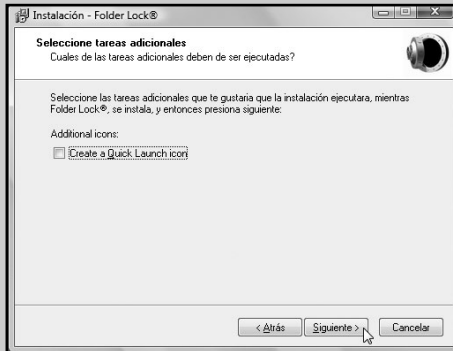 Instalación - Folder Lock®
Seleccione tareas adicionales
Cuales de las tareas adicionales deben de ser ejecutadas?
Seleccione las tareas adicionales que te gustaria que la instalación ejecutara, mientras
Folder Lock®, se instala, y entonces presiona siguiente:
Additional icons:
Create a Quick Launch icon
< Atrás
Siguiente >
Cancelar